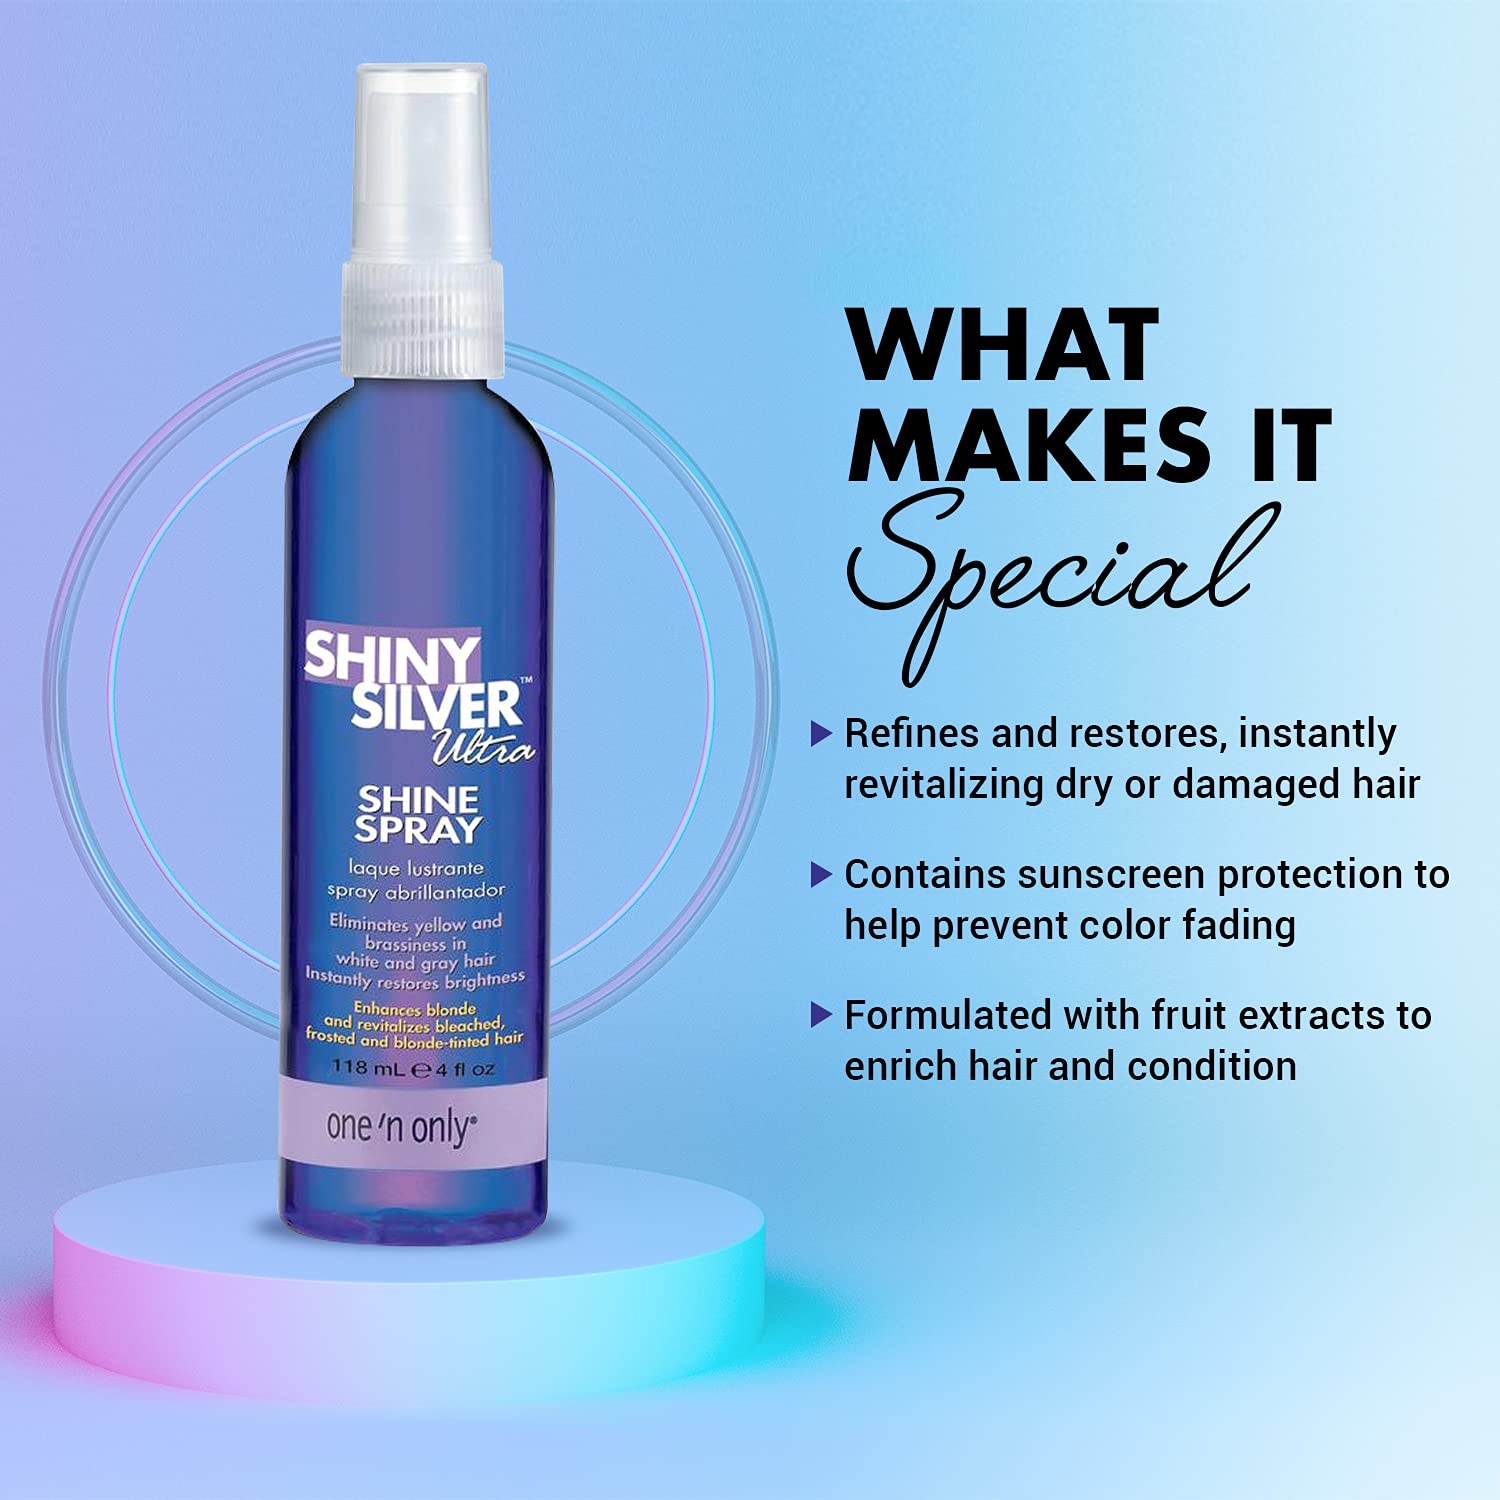 SHINY
SILVER™
Ultra
SHINE
SPRAY
laque lustrante
spray abrillantador
Eliminates yellow and
brassiness in
white and gray hair
Instantly restores brightness
Enhances blonde
and revitalizes bleached,
frosted and blonde-tinted hair
118 mL ℮ 4 fl oz
one 'n only®
WHAT
MAKES IT
Special
Refines and restores, instantly
revitalizing dry or damaged hair
Contains sunscreen protection to
help prevent color fading
Formulated with fruit extracts to
enrich hair and condition